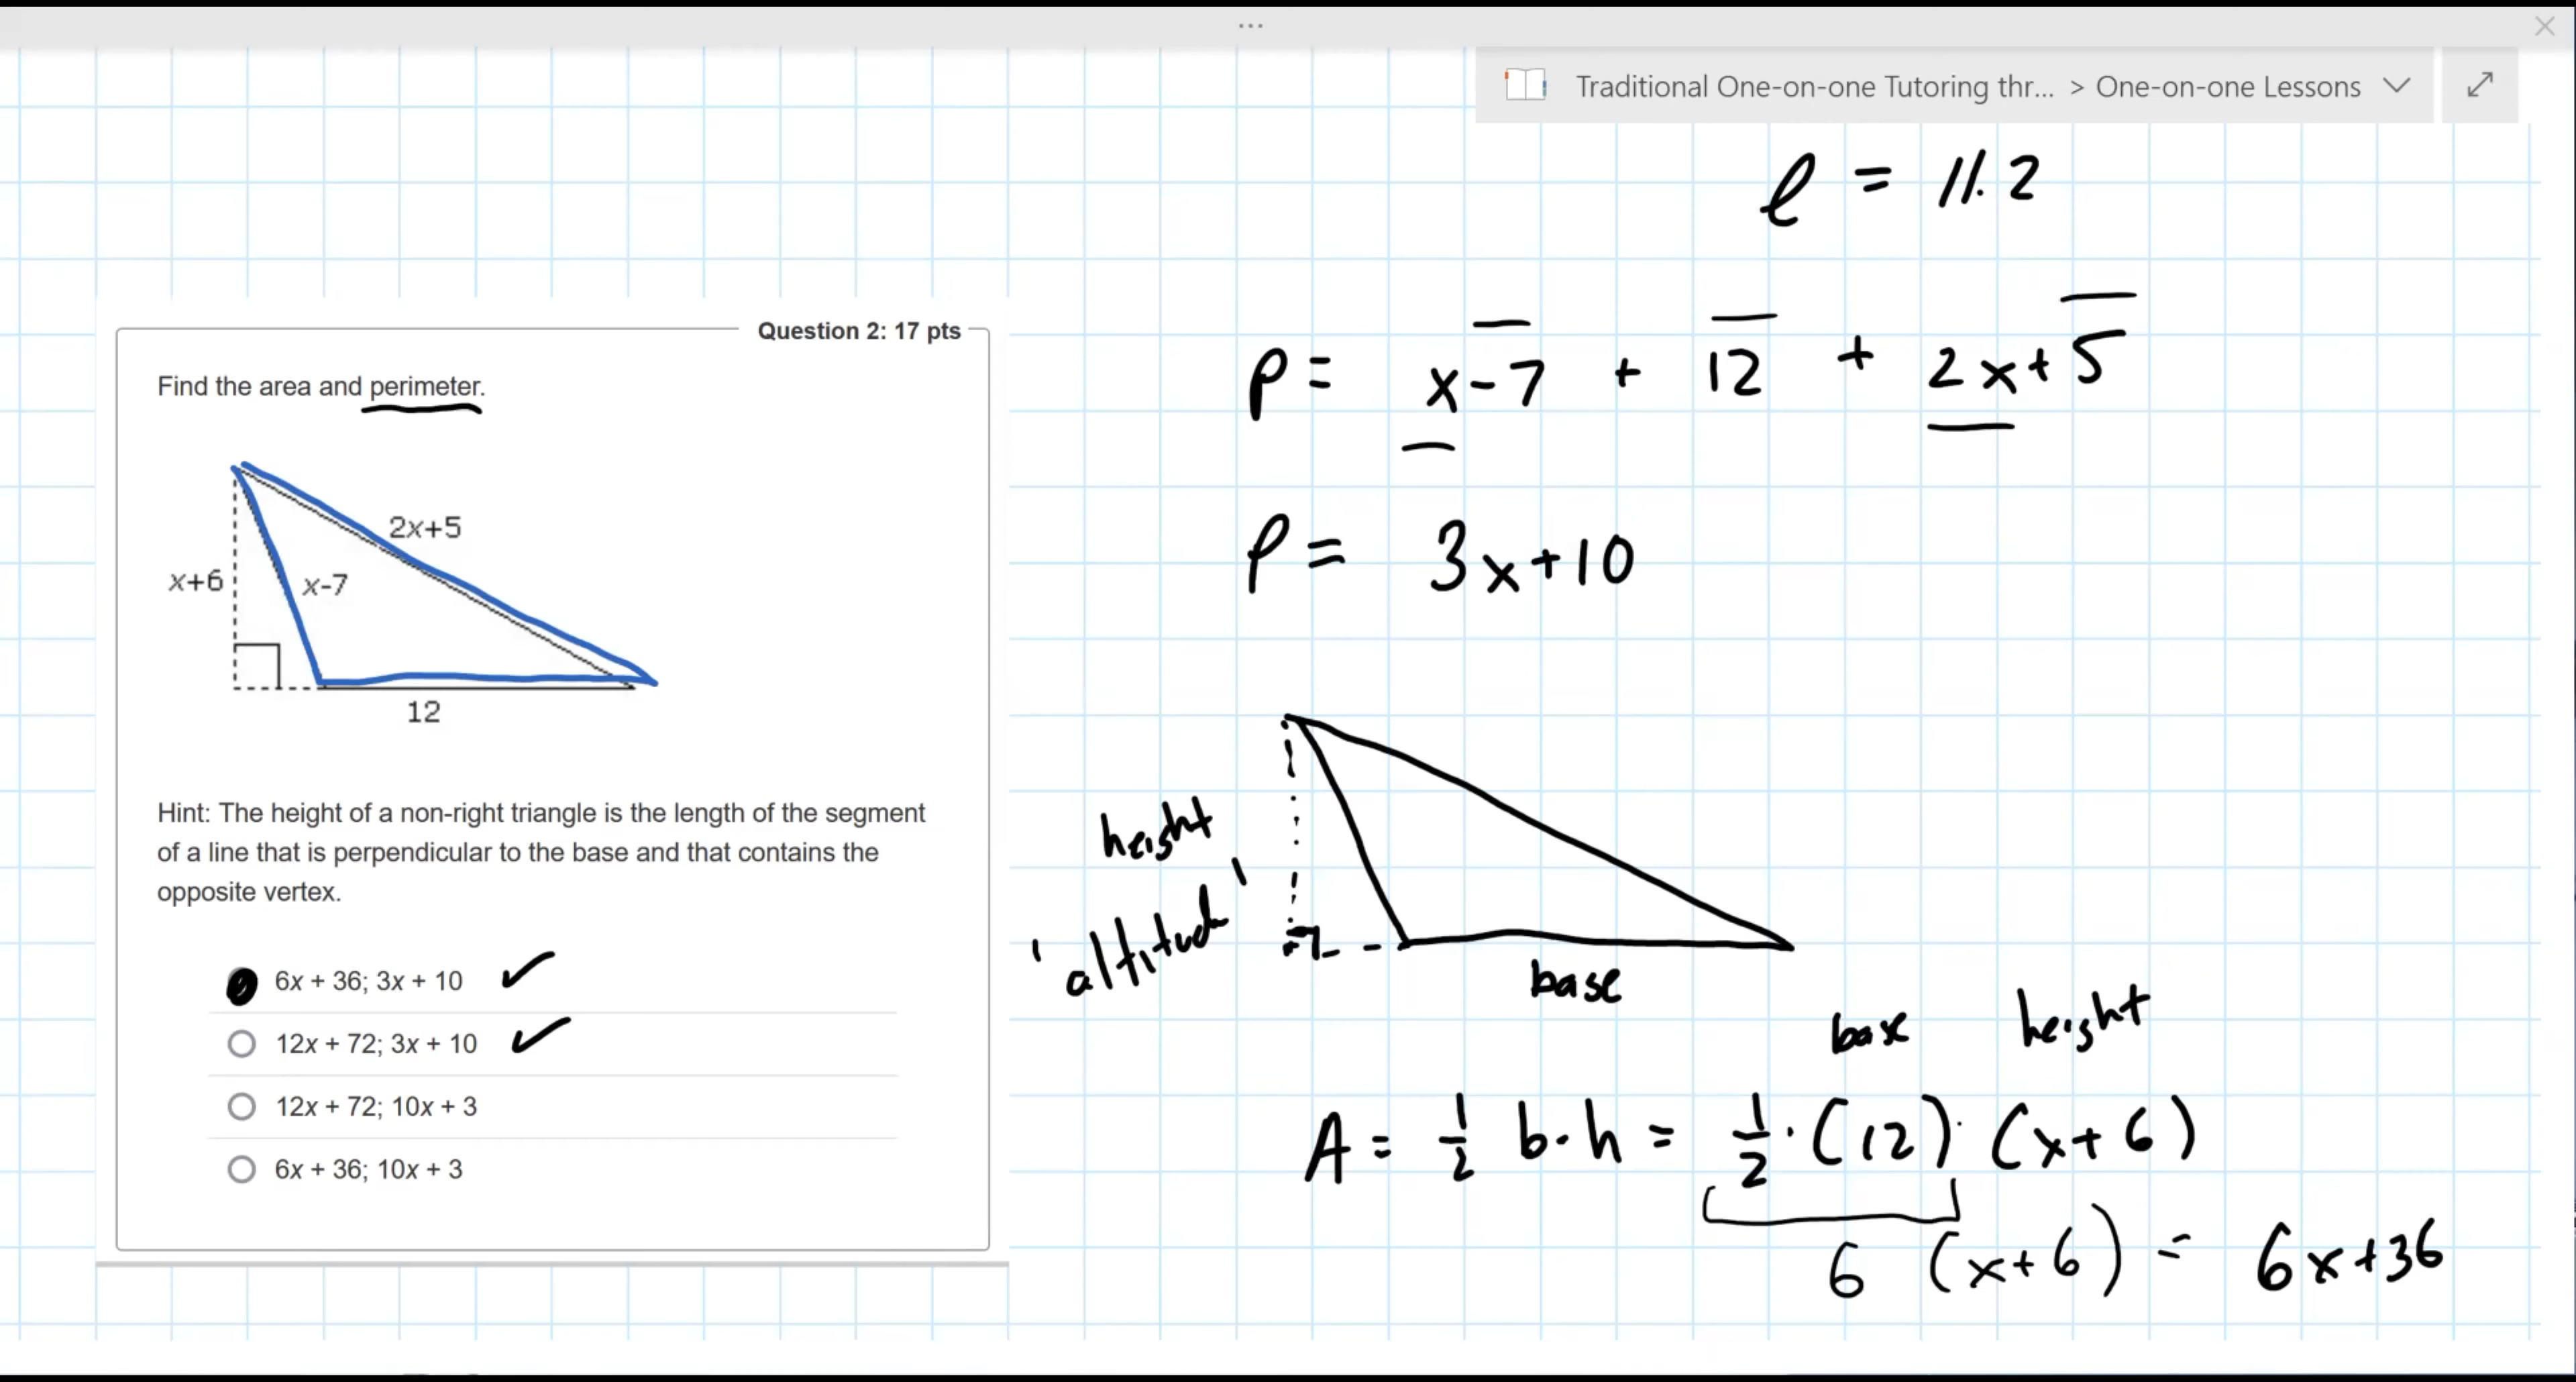 ...
Traditional One-on-one Tutoring thr... > One-on-one Lessons
l = 11.2
Question 2: 17 pts
Find the area and perimeter.
2x+5
x+6
x-7
12
Hint: The height of a non-right triangle is the length of the segment
of a line that is perpendicular to the base and that contains the
opposite vertex.
6x + 36; 3x + 10
12x + 72; 3x + 10
12x + 72; 10x + 3
6x + 36; 10x + 3
P = x-7 + 12 + 2x+5
P = 3x+10
height
'altitud'
base
base height
A = 1/2 b·h = 1/2·(12)·(x+6)
6 (x+6) = 6x+36